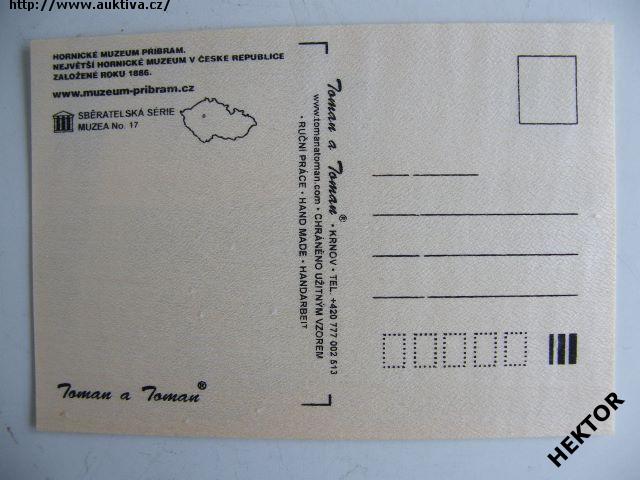 http://www.auktiva.cz/
HORNICKÉ MUZEUM PŘÍBRAM.
NEJVĚTŠÍ HORNICKÉ MUZEUM V ČESKÉ REPUBLICE
ZALOŽENÉ ROKU 1886.
www.muzeum-pribram.cz
SBĚRATELSKÁ SÉRIE
MUZEA No. 17
Toman a Toman®
Toman a Toman® • KRNOV • TEL. +420 777 002 513
www.tomanatoman.com • CHRÁNĚNO UŽITNÝM VZOREM
• RUČNÍ PRÁCE • HAND MADE • HANDARBEIT
HEKTOR